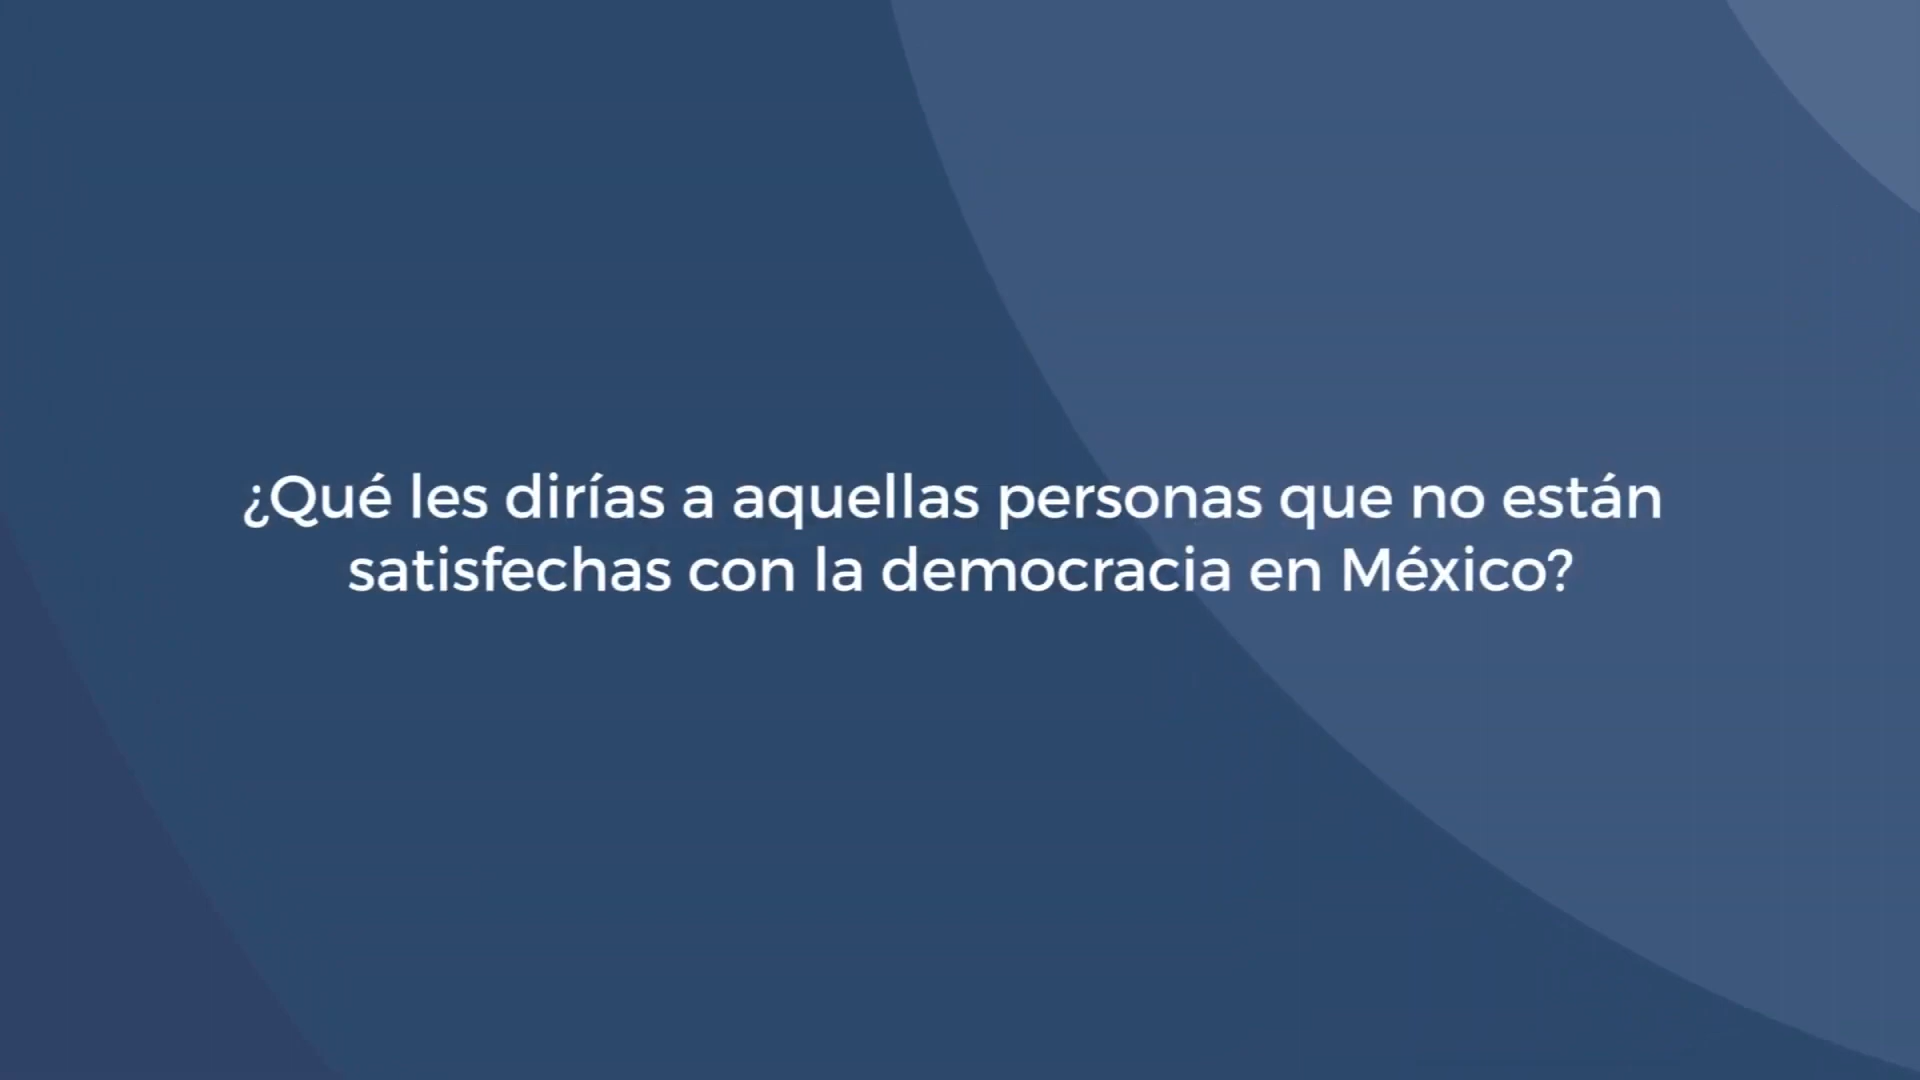 ¿Qué les dirías a aquellas personas que no están
satisfechas con la democracia en México?